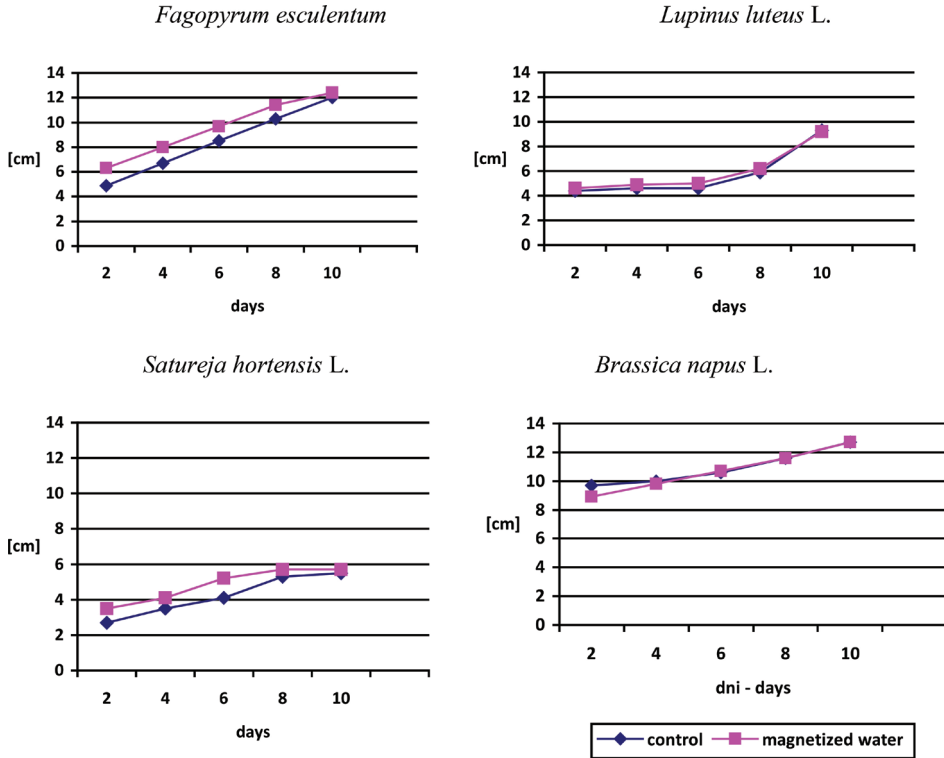 Fagopyrum esculentum
14
12
10
8
6
4
2
0
[cm]
2 4 6 8 10
days
Lupinus luteus L.
14
12
10
8
6
4
2
0
[cm]
2 4 6 8 10
days
Satureja hortensis L.
14
12
10
8
6
4
2
0
[cm]
2 4 6 8 10
days
Brassica napus L.
14
12
10
8
6
4
2
0
[cm]
2 4 6 8 10
dni - days
control magnetized water